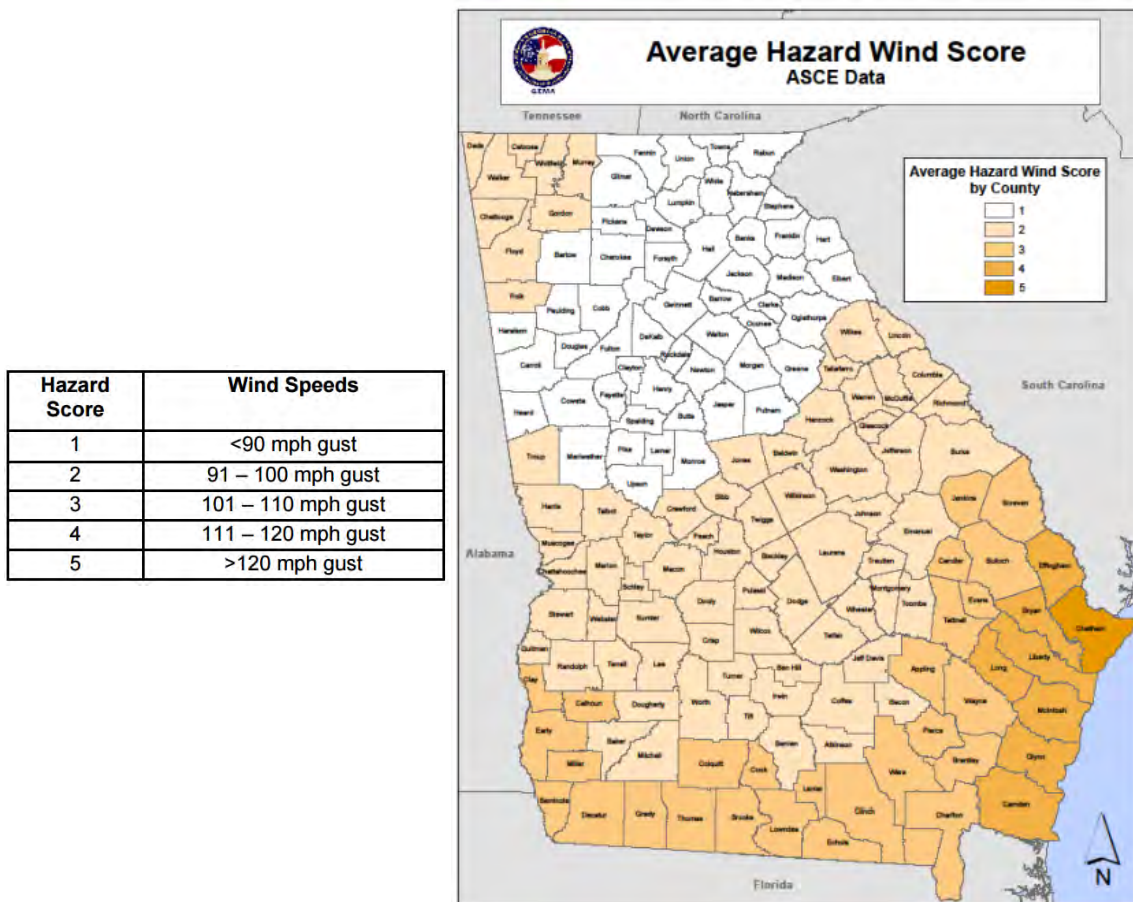 Average Hazard Wind Score
ASCE Data
GEMA
Tennessee
North Carolina
Average Hazard Wind Score
by County
1
2
3
4
5
Dade
Catoosa
Whitfield
Murray
Walker
Fannin
Union
Towns
Rabun
Gilmer
White
Habersham
Lumpkin
Stephens
Chattooga
Gordon
Pickens
Dawson
Banks
Franklin
Hart
Floyd
Bartow
Cherokee
Forsyth
Hall
Jackson
Madison
Elbert
Polk
Paulding
Cobb
Gwinnett
Barrow
Clarke
Oglethorpe
Oconee
Haralson
Douglas
Fulton
DeKalb
Walton
Wilkes
Lincoln
Carroll
Clayton
Rockdale
Newton
Morgan
Greene
Taliaferro
Columbia
South Carolina
Coweta
Fayette
Henry
Warren
McDuffie
Richmond
Heard
Spalding
Butts
Jasper
Putnam
Hancock
Glascock
Troup
Meriwether
Pike
Lamar
Monroe
Jones
Baldwin
Jefferson
Burke
Upson
Washington
Harris
Talbot
Crawford
Bibb
Wilkinson
Jenkins
Screven
Twiggs
Johnson
Emanuel
Muscogee
Taylor
Peach
Houston
Bleckley
Laurens
Treutlen
Candler
Bulloch
Effingham
Alabama
Chattahoochee
Marion
Macon
Schley
Pulaski
Dodge
Montgomery
Stewart
Webster
Sumter
Dooly
Wheeler
Toombs
Evans
Bryan
Chatham
Crisp
Wilcox
Telfair
Tattnall
Quitman
Randolph
Terrell
Lee
Turner
Ben Hill
Jeff Davis
Appling
Long
Liberty
Clay
Calhoun
Dougherty
Worth
Tift
Irwin
Coffee
Bacon
Wayne
McIntosh
Early
Baker
Mitchell
Berrien
Atkinson
Pierce
Miller
Colquitt
Cook
Ware
Brantley
Glynn
Seminole
Decatur
Grady
Thomas
Brooks
Lowndes
Lanier
Clinch
Echols
Charlton
Camden
Florida
N
Hazard Score
Wind Speeds
1 <90 mph gust
2 91 – 100 mph gust
3 101 – 110 mph gust
4 111 – 120 mph gust
5 >120 mph gust